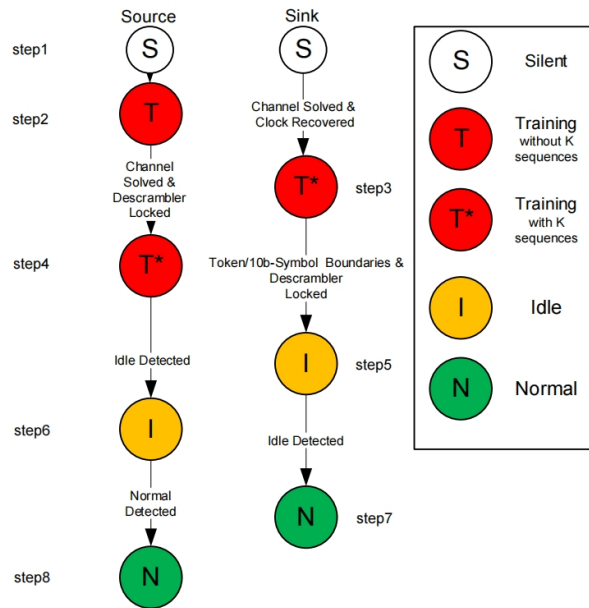 Source
Sink
step1
S
S
S
Silent
step2
T
Channel Solved &
Clock Recovered
T
Training
without K
sequences
Channel
Solved &
Descrambler
Locked
T*
step3
T*
Training
with K
sequences
step4
T*
Token/10b-Symbol Boundaries &
Descrambler
Locked
I
Idle
Idle Detected
I
step5
N
Normal
step6
I
Idle Detected
Normal
Detected
N
step7
step8
N